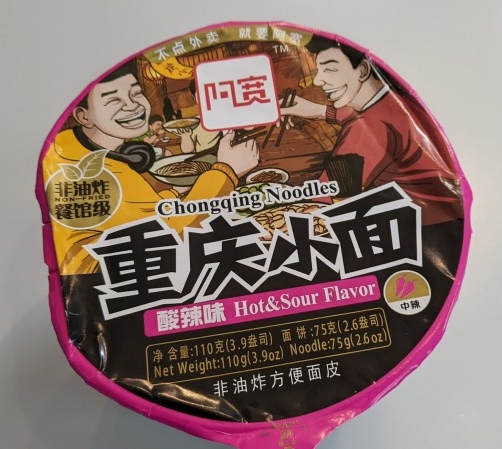 不点外卖 就要阿宽
TM
阿宽
非油炸
NON-FRIED
餐馆级
Chongqing Noodles
重庆小面
酸辣味 Hot&Sour Flavor
中辣
净含量:110克(3.9盎司) 面饼:75克(2.6盎司)
Net Weight:110g(3.9oz) Noodle:75g(2.6oz)
非油炸方便面皮